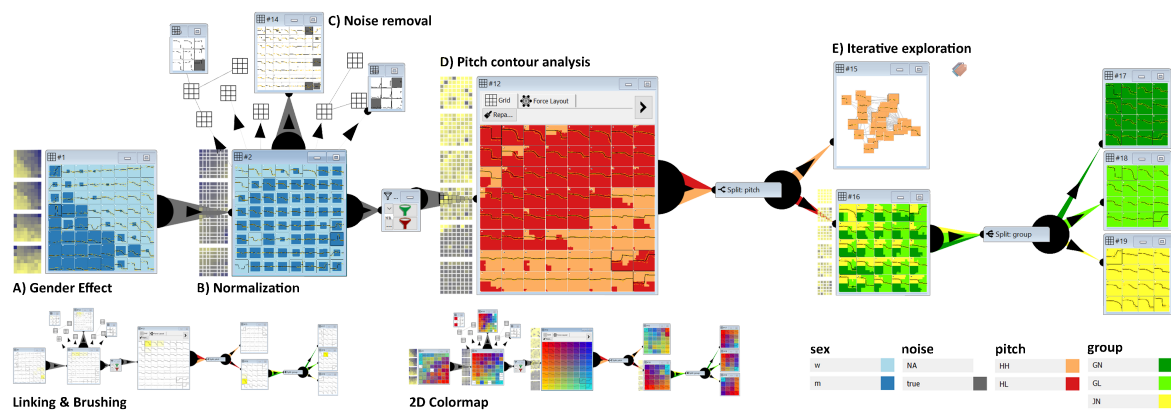 C) Noise removal
#14
E) Iterative exploration
D) Pitch contour analysis
#15
#17
#12
Grid
Force Layout
Repa...
#1
#2
#18
Split: pitch
#16
Split: group
#19
A) Gender Effect
B) Normalization
Linking & Brushing
2D Colormap
sex
noise
pitch
group
w
NA
HH
GN
m
true
HL
GL
JN